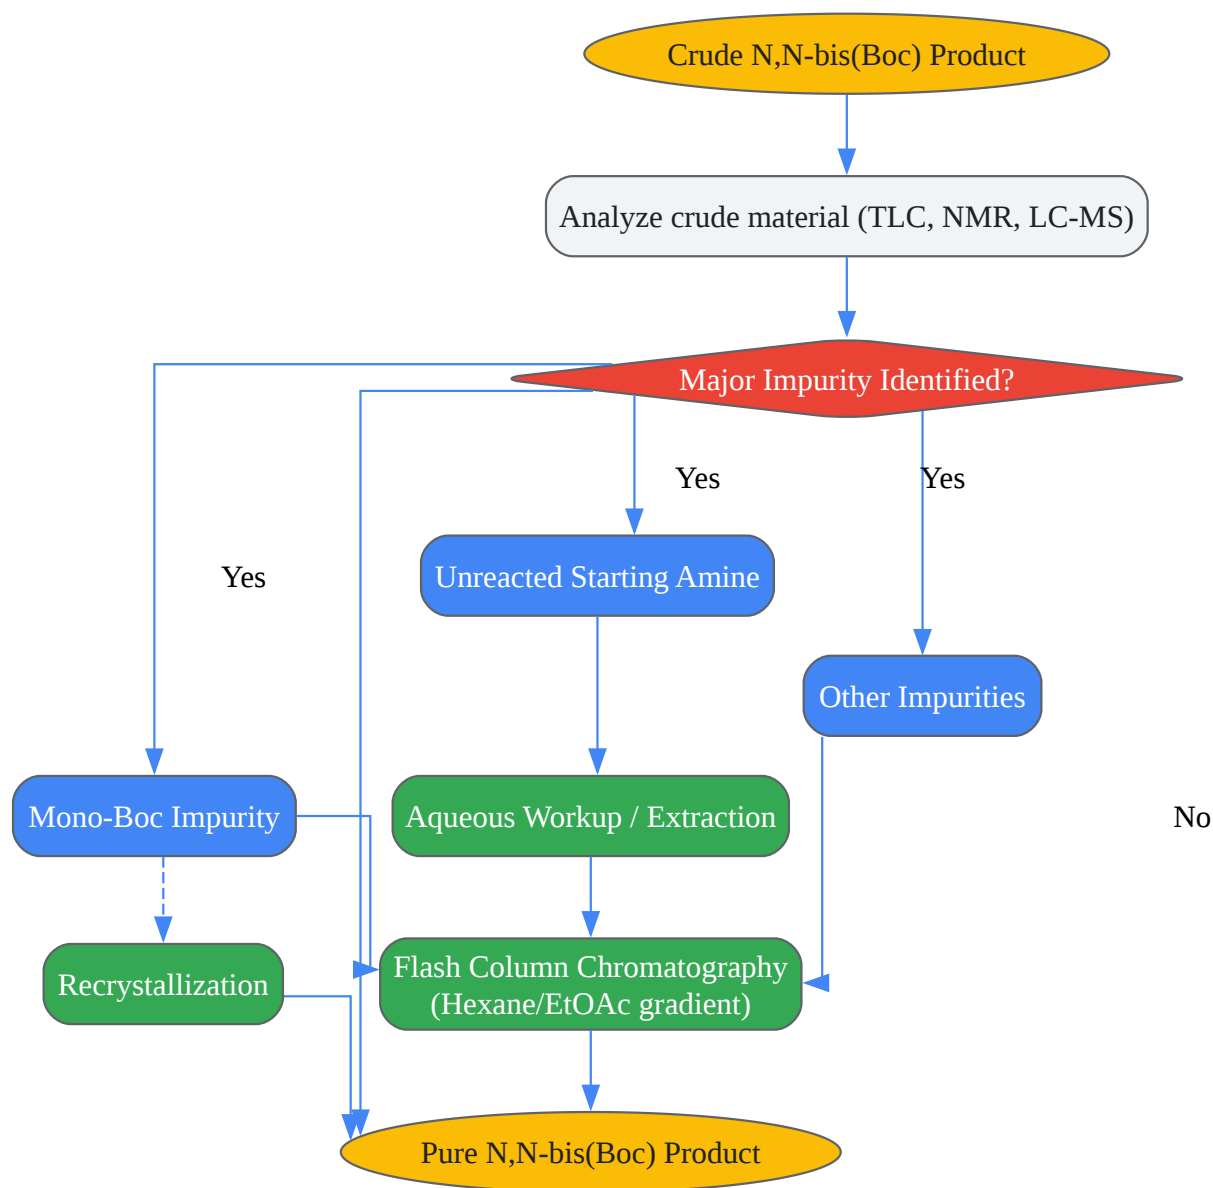 Crude N,N-bis(Boc) Product
Analyze crude material (TLC, NMR, LC-MS)
Major Impurity Identified?
Yes
Yes
Yes
Unreacted Starting Amine
Other Impurities
Mono-Boc Impurity
Aqueous Workup / Extraction
No
Recrystallization
Flash Column Chromatography
(Hexane/EtOAc gradient)
Pure N,N-bis(Boc) Product